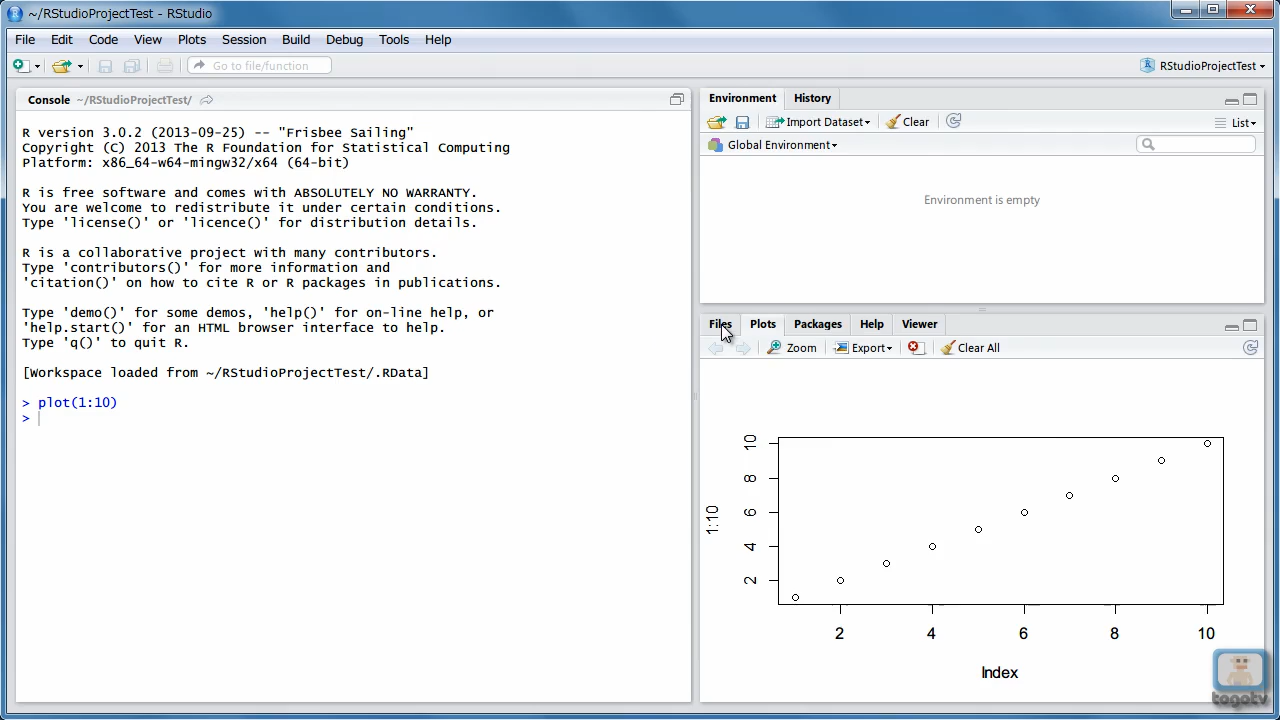 ~/RStudioProjectTest - RStudio
File Edit Code View Plots Session Build Debug Tools Help
Go to file/function
RStudioProjectTest
Console ~/RStudioProjectTest/
R version 3.0.2 (2013-09-25) -- "Frisbee Sailing"
Copyright (C) 2013 The R Foundation for Statistical Computing
Platform: x86_64-w64-mingw32/x64 (64-bit)
R is free software and comes with ABSOLUTELY NO WARRANTY.
You are welcome to redistribute it under certain conditions.
Type 'license()' or 'licence()' for distribution details.
R is a collaborative project with many contributors.
Type 'contributors()' for more information and
'citation()' on how to cite R or R packages in publications.
Type 'demo()' for some demos, 'help()' for on-line help, or
'help.start()' for an HTML browser interface to help.
Type 'q()' to quit R.
[Workspace loaded from ~/RStudioProjectTest/.RData]
> plot(1:10)
>
Environment History
Import Dataset Clear List
Global Environment
Environment is empty
Files Plots Packages Help Viewer
Zoom Export Clear All
10
8
6
4
2
1:10
2 4 6 8 10
Index
togotv